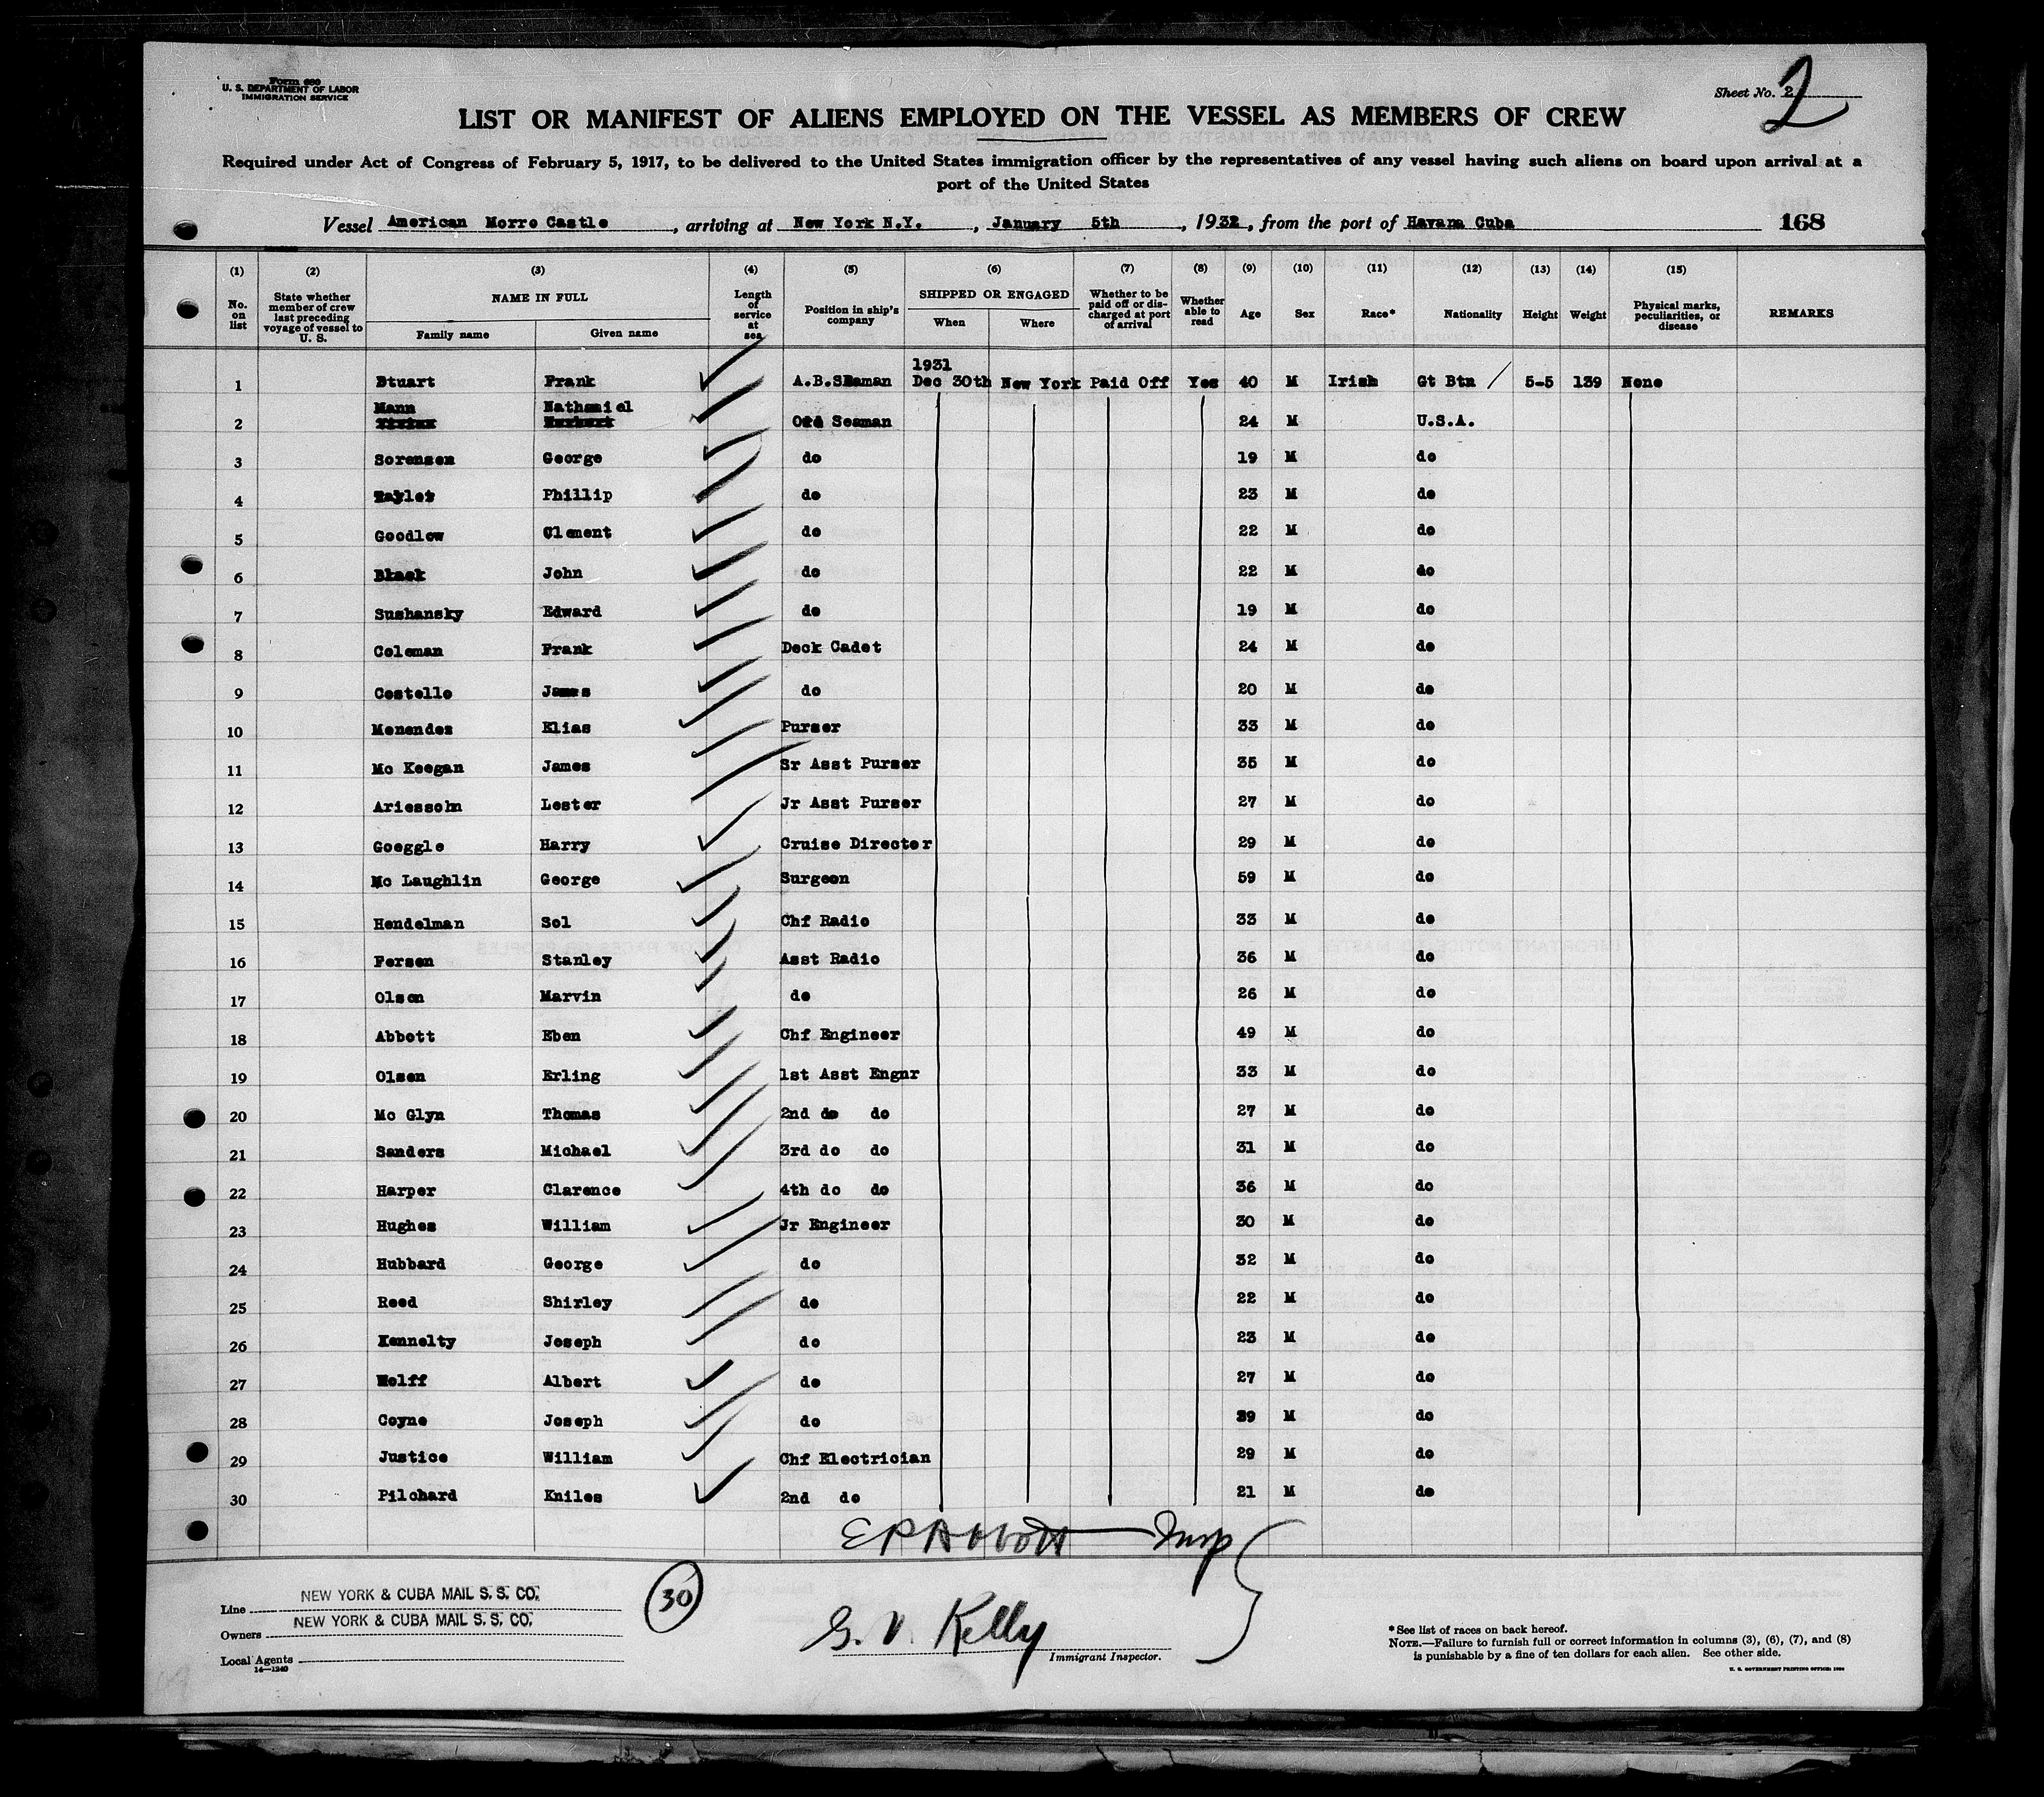 Form 680
U. S. DEPARTMENT OF LABOR
IMMIGRATION SERVICE
Sheet No. 2 2
LIST OR MANIFEST OF ALIENS EMPLOYED ON THE VESSEL AS MEMBERS OF CREW
Required under Act of Congress of February 5, 1917, to be delivered to the United States immigration officer by the representatives of any vessel having such aliens on board upon arrival at a
port of the United States
Vessel American Morro Castle, arriving at New York N.Y., January 5th, 1932, from the port of Havana Cuba 168
(1) No. on list (2) State whether member of crew last preceding voyage of vessel to U. S. (3) NAME IN FULL Family name Given name (4) Length of service at sea (5) Position in ship's company (6) SHIPPED OR ENGAGED When Where (7) Whether to be paid off or discharged at port of arrival (8) Whether able to read (9) Age (10) Sex (11) Race* (12) Nationality (13) Height (14) Weight (15) Physical marks, peculiarities, or disease REMARKS
1931
1 Stuart Frank A.B.Seaman Dec 30th New York Paid Off Yes 40 M Irish Gt Btn / 5-5 139 None
2 Mann Nathaniel Ord Seaman 24 M U.S.A.
3 Sorensen George do 19 M do
4 Taylor Phillip do 23 M do
5 Goodlow Clement do 22 M do
6 Black John do 22 M do
7 Sushansky Edward do 19 M do
8 Coleman Frank Deck Cadet 24 M do
9 Costello James do 20 M do
10 Menendez Elias Purser 33 M do
11 Mc Keegan James Sr Asst Purser 35 M do
12 Ariessohn Lester Jr Asst Purser 27 M do
13 Goeggle Harry Cruise Director 29 M do
14 Mc Laughlin George Surgeon 59 M do
15 Hendelman Sol Chf Radio 33 M do
16 Ferson Stanley Asst Radio 36 M do
17 Olson Marvin do 26 M do
18 Abbott Eben Chf Engineer 49 M do
19 Olsen Erling 1st Asst Engnr 33 M do
20 Mc Glyn Thomas 2nd do do 27 M do
21 Sanders Michael 3rd do do 31 M do
22 Harper Clarence 4th do do 36 M do
23 Hughes William Jr Engineer 30 M do
24 Hubbard George do 32 M do
25 Reed Shirley do 22 M do
26 Kennelty Joseph do 23 M do
27 Wolff Albert do 27 M do
28 Coyne Joseph do 39 M do
29 Justice William Chf Electrician 29 M do
30 Pilchard Kniles 2nd do 21 M do
E P Abbott Insp
Line NEW YORK & CUBA MAIL S. S. CO.
Owners NEW YORK & CUBA MAIL S. S. CO.
Local Agents
14—1240
30
G. V. Kelly
Immigrant Inspector.
*See list of races on back hereof.
NOTE.—Failure to furnish full or correct information in columns (3), (6), (7), and (8)
is punishable by a fine of ten dollars for each alien. See other side.
U. S. GOVERNMENT PRINTING OFFICE: 1930